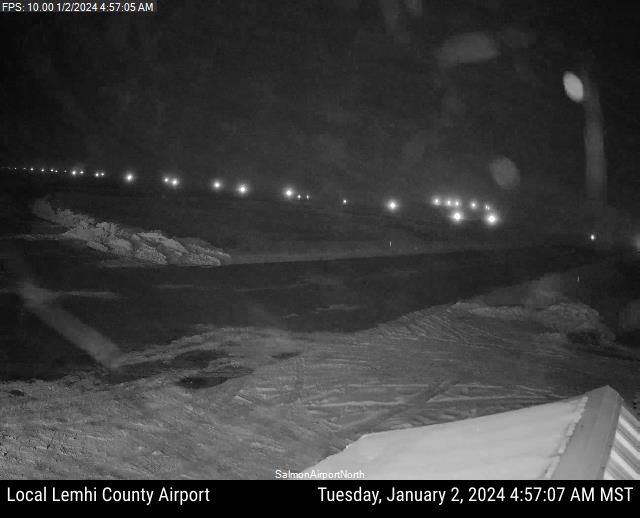 FPS: 10.00 1/2/2024 4:57:05 AM
SalmonAirportNorth
Local Lemhi County Airport
Tuesday, January 2, 2024 4:57:07 AM MST